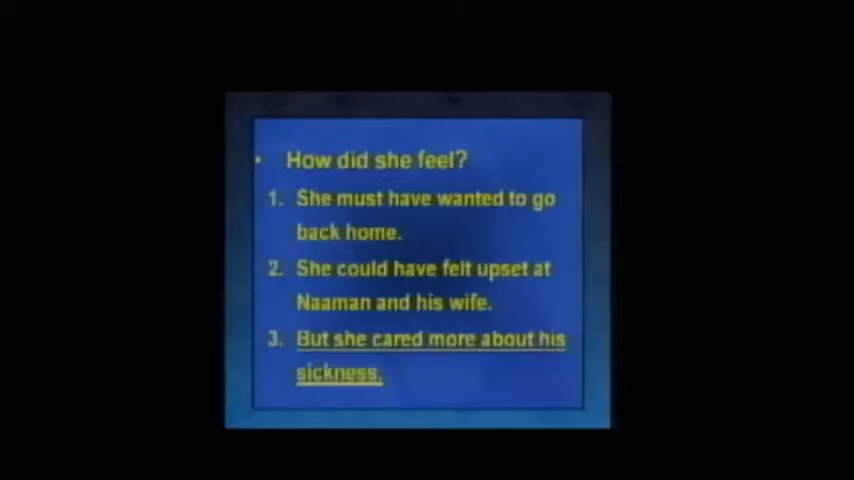 • How did she feel?
1. She must have wanted to go
back home.
2. She could have felt upset at
Naaman and his wife.
3. But she cared more about his
sickness.